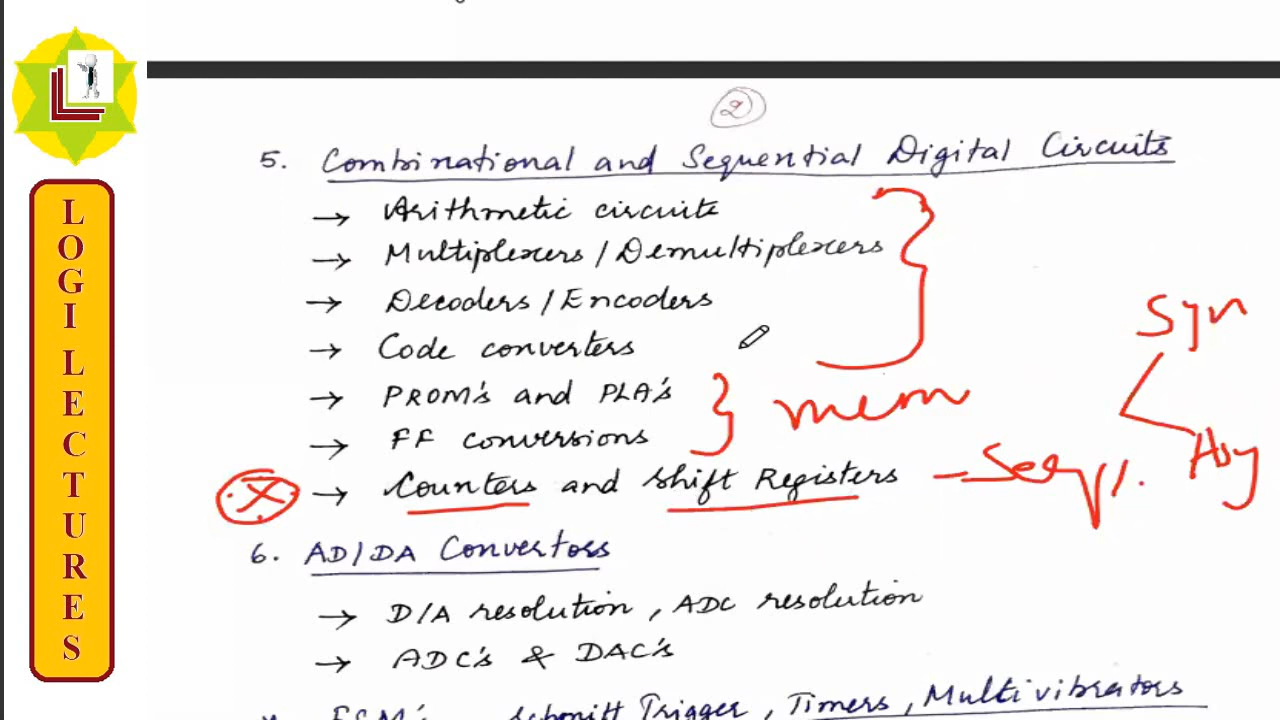 2
5. Combinational and Sequential Digital Circuits
→ Arithmetic circuits
→ Multiplexers / Demultiplexers
→ Decoders / Encoders
→ Code converters
→ PROM's and PLA's
→ FF conversions
→ Counters and Shift Registers
mem
Seq
Syn
Asy
6. AD/DA Convertors
→ D/A resolution, ADC resolution
→ ADC's & DAC's
FSM's Schmitt Trigger, Timers, Multivibrators
LOGI LECTURES